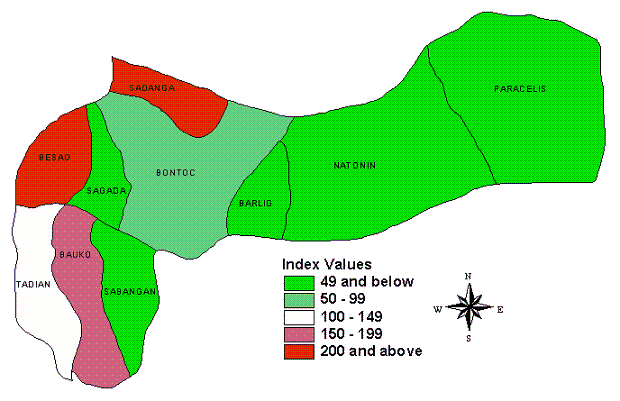 SADANGA
PARACELIS
BESAO
BONTOC
NATONIN
SAGADA
BARLIG
BAUKO
TADIAN
SABANGAN
Index Values
49 and below
50 - 99
100 - 149
150 - 199
200 and above
N
W E
S